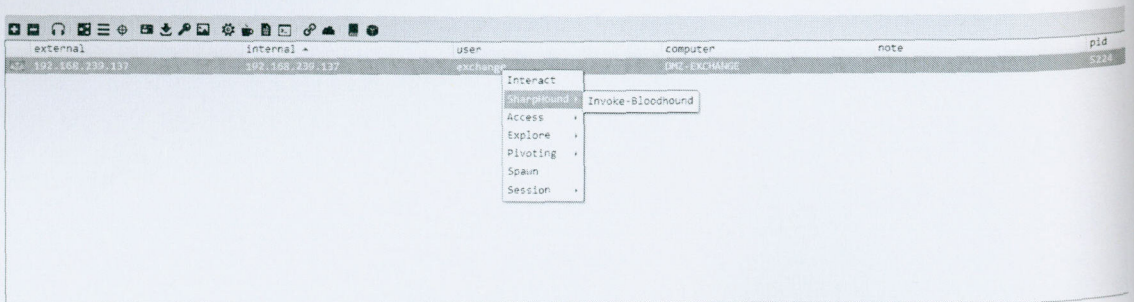 external internal user computer note pid
192.168.239.137 192.168.239.137 exchange DMZ-EXCHANGE 5224
Interact
SharpHound Invoke-Bloodhound
Access
Explore
Pivoting
Spawn
Session